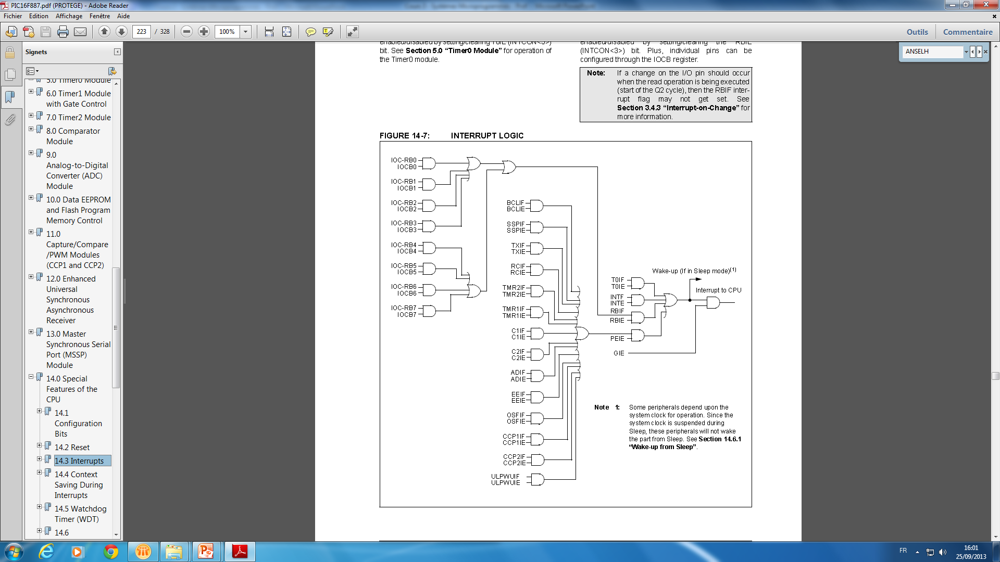 PIC16F887.pdf (PROTEGE) - Adobe Reader
Fichier Edition Affichage Fenêtre Aide
223 / 328
100%
Outils Commentaire
Signets
5.0 Timer0 Module
6.0 Timer1 Module
with Gate Control
7.0 Timer2 Module
8.0 Comparator
Module
9.0
Analog-to-Digital
Converter (ADC)
Module
10.0 Data EEPROM
and Flash Program
Memory Control
11.0
Capture/Compare
/PWM Modules
(CCP1 and CCP2)
12.0 Enhanced
Universal
Synchronous
Asynchronous
Receiver
13.0 Master
Synchronous Serial
Port (MSSP)
Module
14.0 Special
Features of the
CPU
14.1
Configuration
Bits
14.2 Reset
14.3 Interrupts
14.4 Context
Saving During
Interrupts
14.5 Watchdog
Timer (WDT)
14.6
ANSELH
enabled/disabled by setting/clearing T0IE (INTCON<5>)
bit. See Section 5.0 “Timer0 Module” for operation of
the Timer0 module.
enabled/disabled by setting/clearing the RBIE
(INTCON<3>) bit. Plus, individual pins can be
configured through the IOCB register.
Note: If a change on the I/O pin should occur
when the read operation is being executed
(start of the Q2 cycle), then the RBIF inter-
rupt flag may not get set. See
Section 3.4.3 “Interrupt-on-Change” for
more information.
FIGURE 14-7: INTERRUPT LOGIC
IOC-RB0
IOCB0
IOC-RB1
IOCB1
IOC-RB2
IOCB2
IOC-RB3
IOCB3
IOC-RB4
IOCB4
IOC-RB5
IOCB5
IOC-RB6
IOCB6
IOC-RB7
IOCB7
BCLIF
BCLIE
SSPIF
SSPIE
TXIF
TXIE
RCIF
RCIE
TMR2IF
TMR2IE
TMR1IF
TMR1IE
C1IF
C1IE
C2IF
C2IE
ADIF
ADIE
EEIF
EEIE
OSFIF
OSFIE
CCP1IF
CCP1IE
CCP2IF
CCP2IE
ULPWUIF
ULPWUIE
Wake-up (If in Sleep mode)(1)
T0IF
T0IE
Interrupt to CPU
INTF
INTE
RBIF
RBIE
PEIE
GIE
Note 1: Some peripherals depend upon the
system clock for operation. Since the
system clock is suspended during
Sleep, these peripherals will not wake
the part from Sleep. See Section 14.6.1
“Wake-up from Sleep”.
FR
16:01
25/09/2013